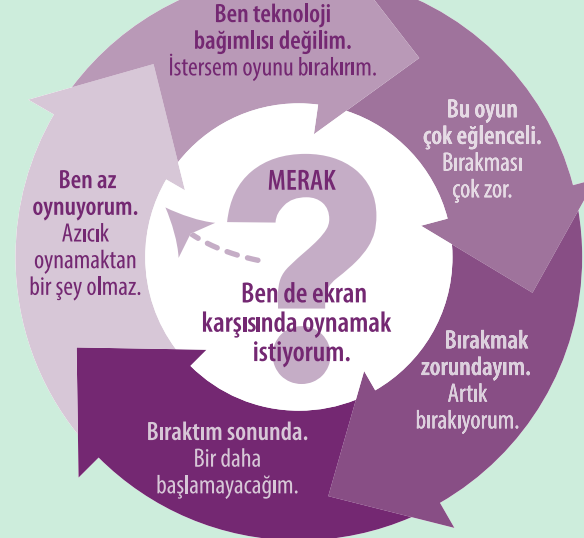 MERAK
Ben de ekran
karşısında oynamak
istiyorum.
Ben az
oynuyorum.
Azıcık
oynamaktan
bir şey olmaz.
Ben teknoloji
bağımlısı değilim.
İstersem oyunu bırakırım.
Bu oyun
çok eğlenceli.
Bırakması
çok zor.
Bırakmak
zorundayım.
Artık
bırakıyorum.
Bıraktım sonunda.
Bir daha
başlamayacağım.
?